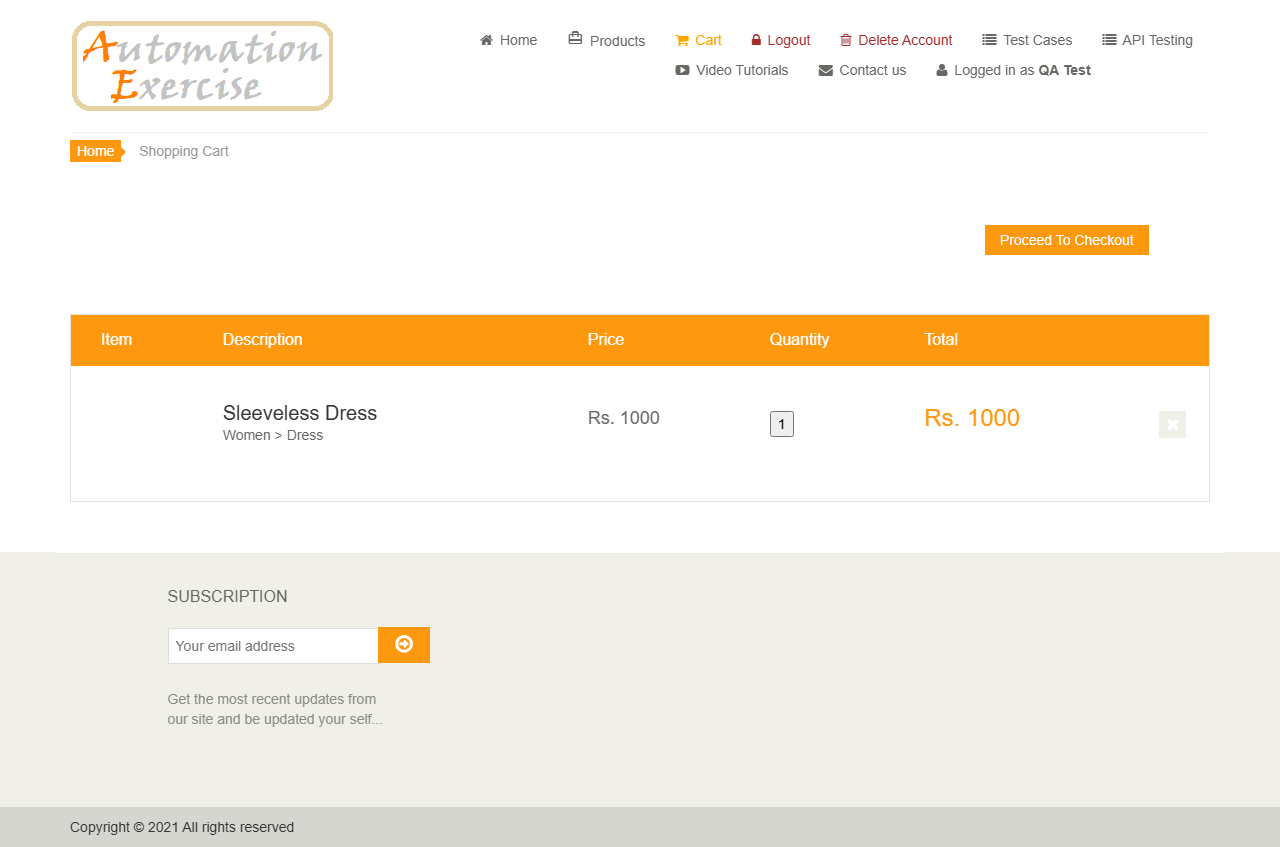 Automation
Exercise
Home Products Cart Logout Delete Account Test Cases API Testing
Video Tutorials Contact us Logged in as QA Test
Home Shopping Cart
Proceed To Checkout
Item Description Price Quantity Total
Sleeveless Dress Rs. 1000 1 Rs. 1000
Women > Dress
SUBSCRIPTION
Your email address
Get the most recent updates from
our site and be updated your self...
Copyright © 2021 All rights reserved